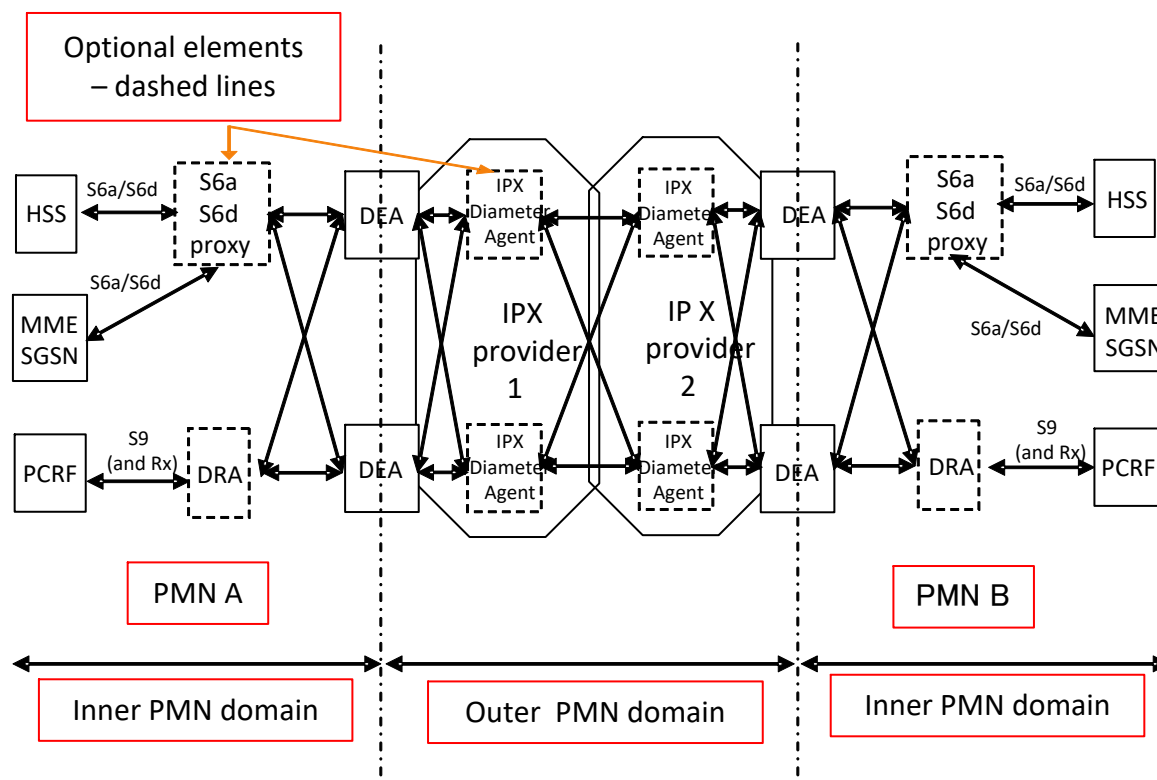 Optional elements
– dashed lines
HSS
S6a/S6d
S6a
S6d
proxy
S6a/S6d
MME
SGSN
PCRF
S9
(and Rx)
DRA
DEA
DEA
IPX
Diameter
Agent
IPX
provider
1
IPX
Diameter
Agent
IPX
Diameter
Agent
IP X
provider
2
IPX
Diameter
Agent
DEA
DEA
S6a
S6d
proxy
S6a/S6d
HSS
S6a/S6d
MME
SGSN
DRA
S9
(and Rx)
PCRF
PMN A
PMN B
Inner PMN domain
Outer PMN domain
Inner PMN domain